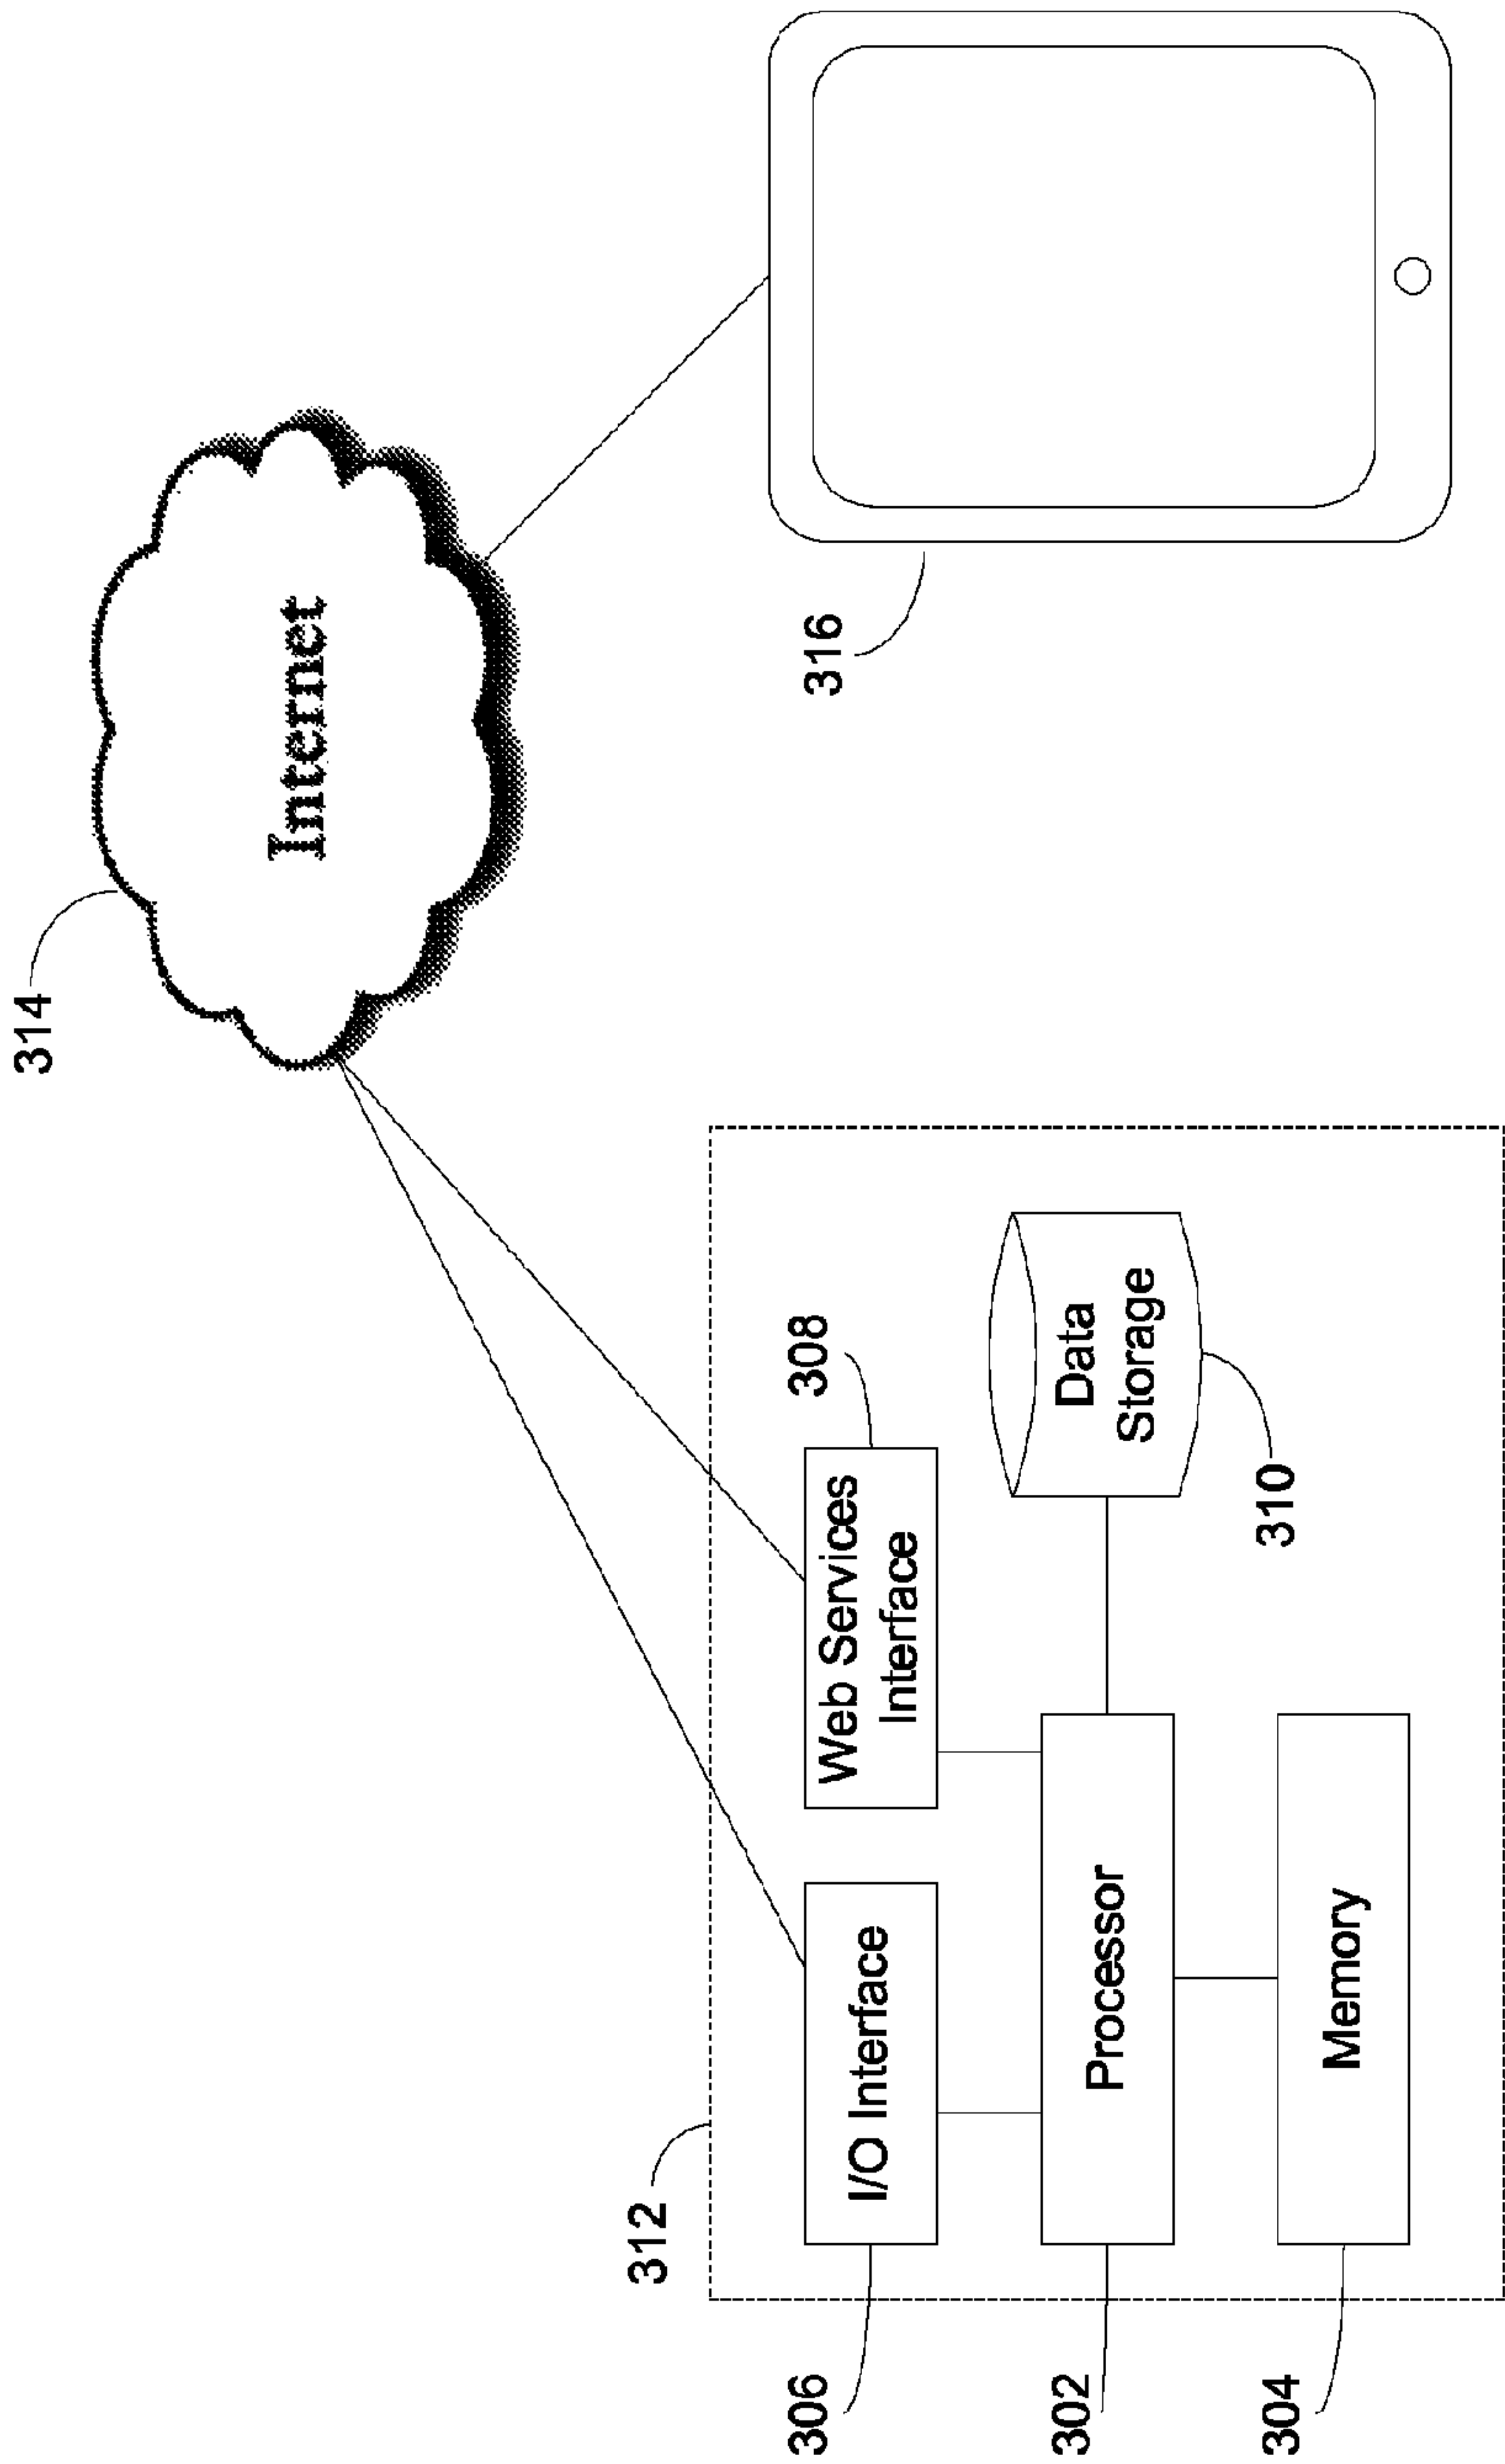 314
Internet
316
312
308
I/O Interface
Web Services
Interface
306
Data
Storage
302
Processor
310
304
Memory